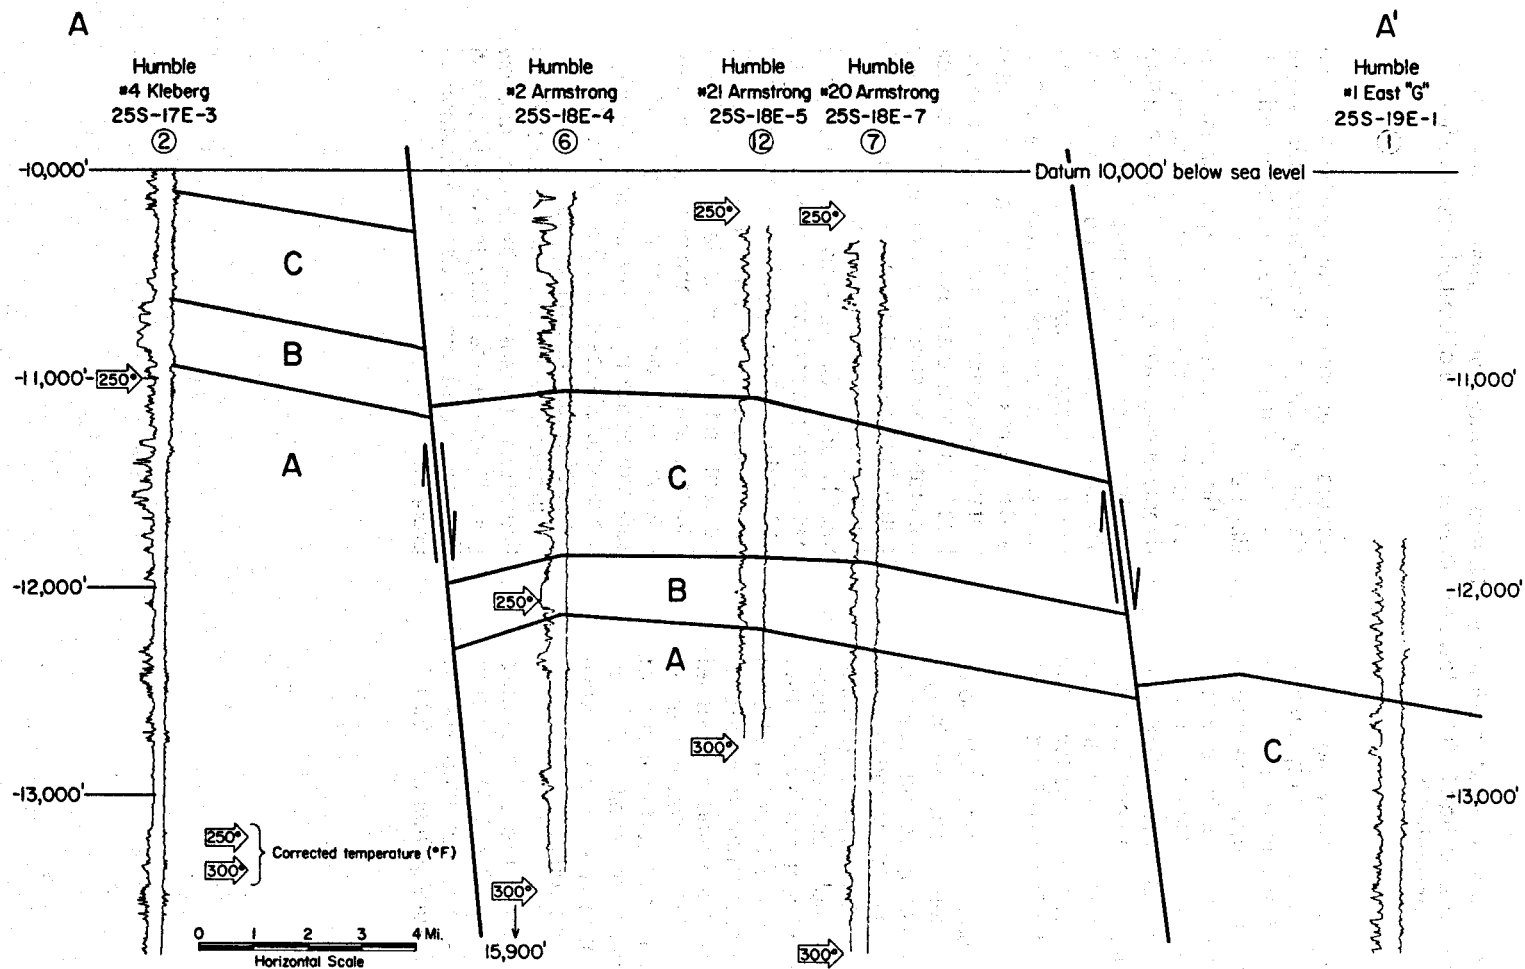 A
A'
Humble
#4 Kleberg
25S-17E-3
2
Humble
#2 Armstrong
25S-18E-4
6
Humble
#21 Armstrong
25S-18E-5
12
Humble
#20 Armstrong
25S-18E-7
7
Humble
#1 East "G"
25S-19E-1
1
-10,000'
Datum 10,000' below sea level
250°
250°
C
B
-11,000'
250°
-11,000'
A
C
-12,000'
250°
B
-12,000'
A
300°
C
-13,000'
-13,000'
250°
300°
Corrected temperature (°F)
300°
15,900'
300°
0 1 2 3 4 Mi.
Horizontal Scale